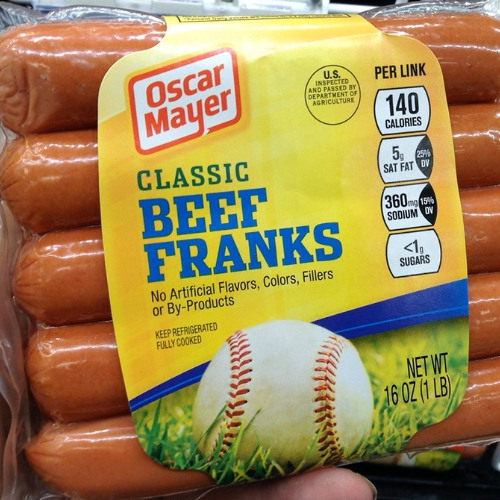 Oscar
Mayer
U.S.
INSPECTED
AND PASSED BY
DEPARTMENT OF
AGRICULTURE
CLASSIC
BEEF
FRANKS
No Artificial Flavors, Colors, Fillers
or By-Products
KEEP REFRIGERATED
FULLY COOKED
PER LINK
140
CALORIES
5g
SAT FAT
25%
DV
360mg
SODIUM
15%
DV
<1g
SUGARS
NET WT
16 OZ (1 LB)